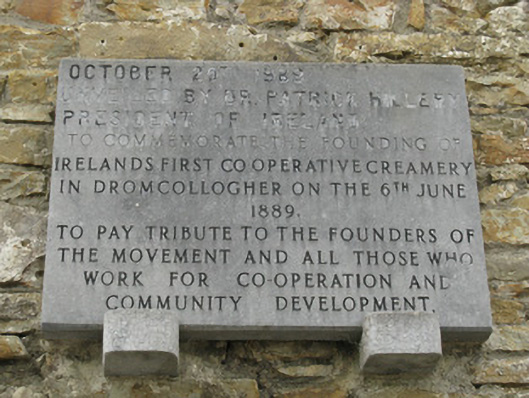 OCTOBER 1989
UNVEILED BY DR. PATRICK HILLERY
PRESIDENT OF IRELAND
TO COMMEMORATE THE FOUNDING OF
IRELANDS FIRST CO OPERATIVE CREAMERY
IN DROMCOLLOGHER ON THE 6TH JUNE
1889.
TO PAY TRIBUTE TO THE FOUNDERS OF
THE MOVEMENT AND ALL THOSE WHO
WORK FOR CO-OPERATION AND
COMMUNITY DEVELOPMENT.